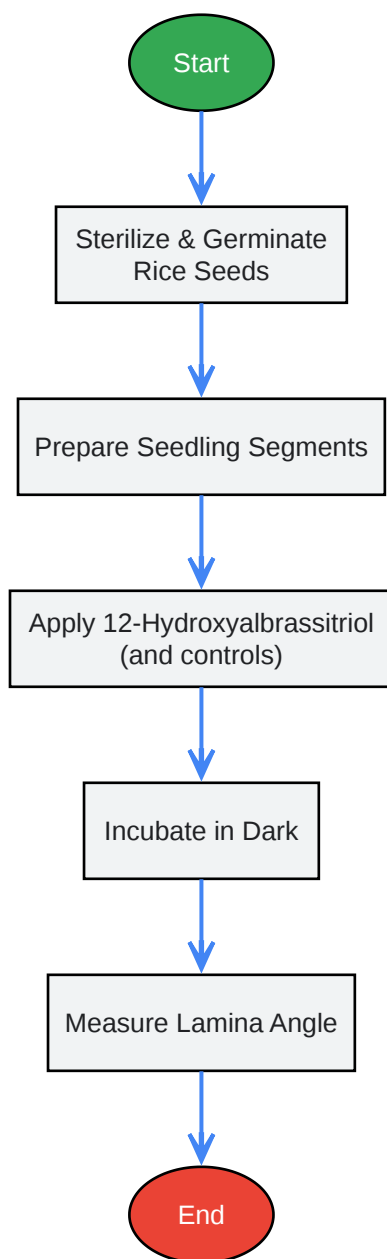 Start
Sterilize & Germinate
Rice Seeds
Prepare Seedling Segments
Apply 12-Hydroxyalbrassitriol
(and controls)
Incubate in Dark
Measure Lamina Angle
End